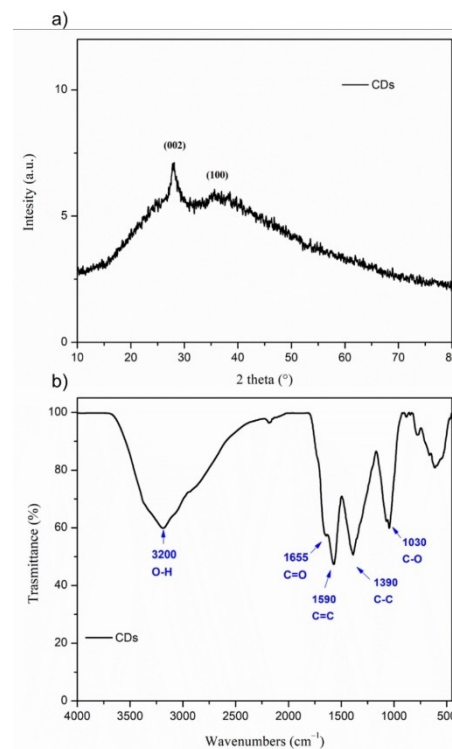 a)
10
CDs
(002)
(100)
5
Intesity (a.u.)
0
10 20 30 40 50 60 70 80
2 theta (°)
b)
100
80
60
3200
O-H
1655
C=O
1590
C=C
1390
C-C
1030
C-O
Trasmittance (%)
40
20
CDs
0
4000 3500 3000 2500 2000 1500 1000 500
Wavenumbers (cm⁻¹)